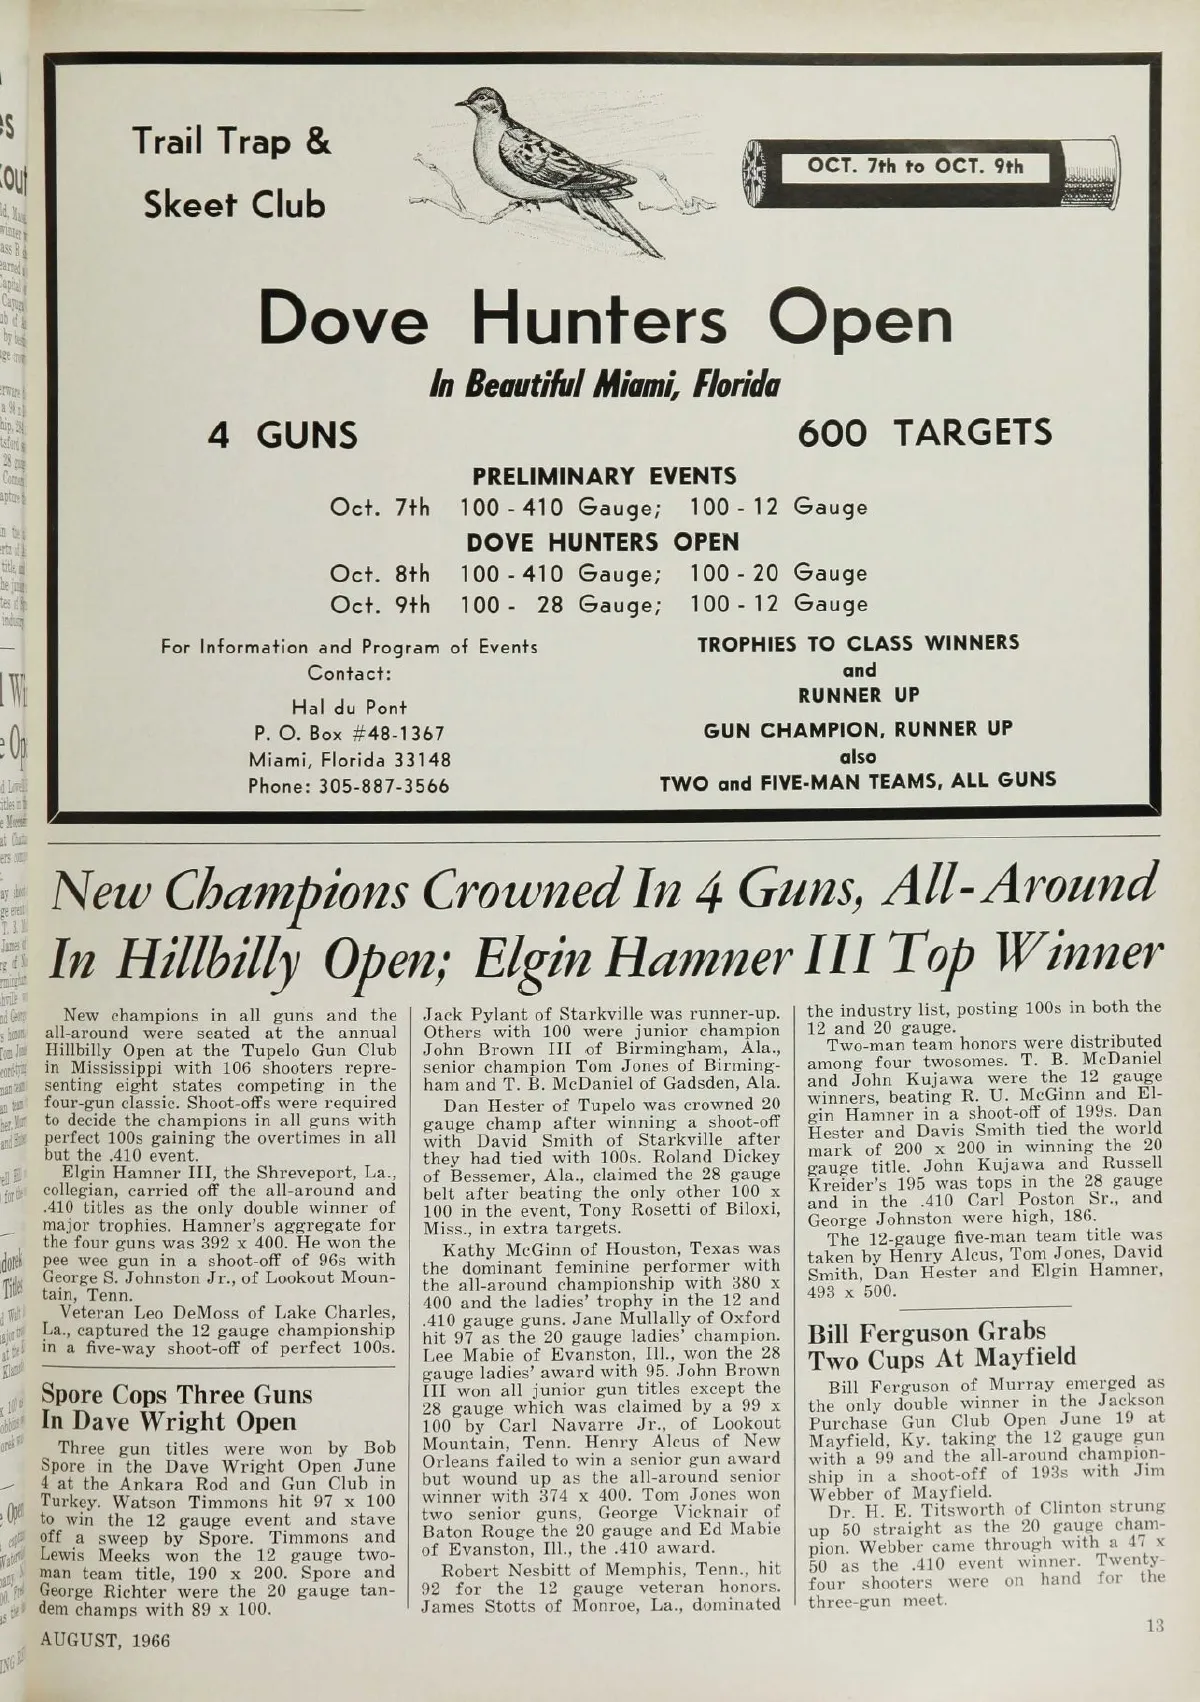 Trail Trap &
Skeet Club
OCT. 7th to OCT. 9th
Dove Hunters Open
In Beautiful Miami, Florida
4 GUNS
600 TARGETS
PRELIMINARY EVENTS
Oct. 7th 100 - 410 Gauge; 100 - 12 Gauge
DOVE HUNTERS OPEN
Oct. 8th 100 - 410 Gauge; 100 - 20 Gauge
Oct. 9th 100 - 28 Gauge; 100 - 12 Gauge
For Information and Program of Events
Contact:
Hal du Pont
P. O. Box #48-1367
Miami, Florida 33148
Phone: 305-887-3566
TROPHIES TO CLASS WINNERS
and
RUNNER UP
GUN CHAMPION, RUNNER UP
also
TWO and FIVE-MAN TEAMS, ALL GUNS
New Champions Crowned In 4 Guns, All-Around
In Hillbilly Open; Elgin Hamner III Top Winner
New champions in all guns and the
all-around were seated at the annual
Hillbilly Open at the Tupelo Gun Club
in Mississippi with 106 shooters repre-
senting eight states competing in the
four-gun classic. Shoot-offs were required
to decide the champions in all guns with
perfect 100s gaining the overtimes in all
but the .410 event.
Elgin Hamner III, the Shreveport, La.,
collegian, carried off the all-around and
.410 titles as the only double winner of
major trophies. Hamner's aggregate for
the four guns was 392 x 400. He won the
pee wee gun in a shoot-off of 96s with
George S. Johnston Jr., of Lookout Moun-
tain, Tenn.
Veteran Leo DeMoss of Lake Charles,
La., captured the 12 gauge championship
in a five-way shoot-off of perfect 100s.
Spore Cops Three Guns
In Dave Wright Open
Three gun titles were won by Bob
Spore in the Dave Wright Open June
4 at the Ankara Rod and Gun Club in
Turkey. Watson Timmons hit 97 x 100
to win the 12 gauge event and stave
off a sweep by Spore. Timmons and
Lewis Meeks won the 12 gauge two-
man team title, 190 x 200. Spore and
George Richter were the 20 gauge tan-
dem champs with 89 x 100.
Jack Pylant of Starkville was runner-up.
Others with 100 were junior champion
John Brown III of Birmingham, Ala.,
senior champion Tom Jones of Birming-
ham and T. B. McDaniel of Gadsden, Ala.
Dan Hester of Tupelo was crowned 20
gauge champ after winning a shoot-off
with David Smith of Starkville after
they had tied with 100s. Roland Dickey
of Bessemer, Ala., claimed the 28 gauge
belt after beating the only other 100 x
100 in the event, Tony Rosetti of Biloxi,
Miss., in extra targets.
Kathy McGinn of Houston, Texas was
the dominant feminine performer with
the all-around championship with 380 x
400 and the ladies' trophy in the 12 and
.410 gauge guns. Jane Mullally of Oxford
hit 97 as the 20 gauge ladies' champion.
Lee Mabie of Evanston, Ill., won the 28
gauge ladies' award with 95. John Brown
III won all junior gun titles except the
28 gauge which was claimed by a 99 x
100 by Carl Navarre Jr., of Lookout
Mountain, Tenn. Henry Alcus of New
Orleans failed to win a senior gun award
but wound up as the all-around senior
winner with 374 x 400. Tom Jones won
two senior guns, George Vicknair of
Baton Rouge the 20 gauge and Ed Mabie
of Evanston, Ill., the .410 award.
Robert Nesbitt of Memphis, Tenn., hit
92 for the 12 gauge veteran honors.
James Stotts of Monroe, La., dominated
the industry list, posting 100s in both the
12 and 20 gauge.
Two-man team honors were distributed
among four twosomes. T. B. McDaniel
and John Kujawa were the 12 gauge
winners, beating R. U. McGinn and El-
gin Hamner in a shoot-off of 199s. Dan
Hester and Davis Smith tied the world
mark of 200 x 200 in winning the 20
gauge title. John Kujawa and Russell
Kreider's 195 was tops in the 28 gauge
and in the .410 Carl Poston Sr., and
George Johnston were high, 186.
The 12-gauge five-man team title was
taken by Henry Alcus, Tom Jones, David
Smith, Dan Hester and Elgin Hamner,
493 x 500.
Bill Ferguson Grabs
Two Cups At Mayfield
Bill Ferguson of Murray emerged as
the only double winner in the Jackson
Purchase Gun Club Open June 19 at
Mayfield, Ky. taking the 12 gauge gun
with a 99 and the all-around champion-
ship in a shoot-off of 193s with Jim
Webber of Mayfield.
Dr. H. E. Titsworth of Clinton strung
up 50 straight as the 20 gauge cham-
pion. Webber came through with a 47 x
50 as the .410 event winner. Twenty-
four shooters were on hand for the
three-gun meet.
AUGUST, 1966
13